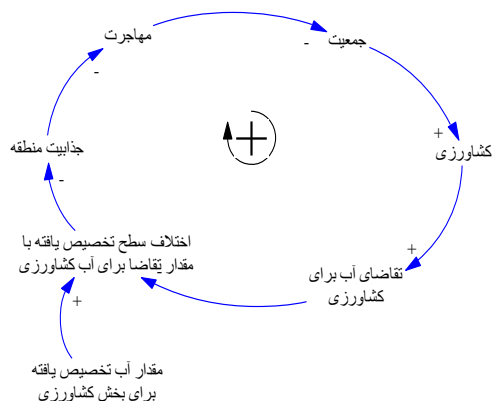 مهاجرت
-
جمعیت
-
کشاورزی
+
تقاضای آب برای
کشاورزی
+
اختلاف سطح تخصیص یافته با
مقدار تقاضا برای آب کشاورزی
+
مقدار آب تخصیص یافته
برای بخش کشاورزی
جذابیت منطقه
-
+